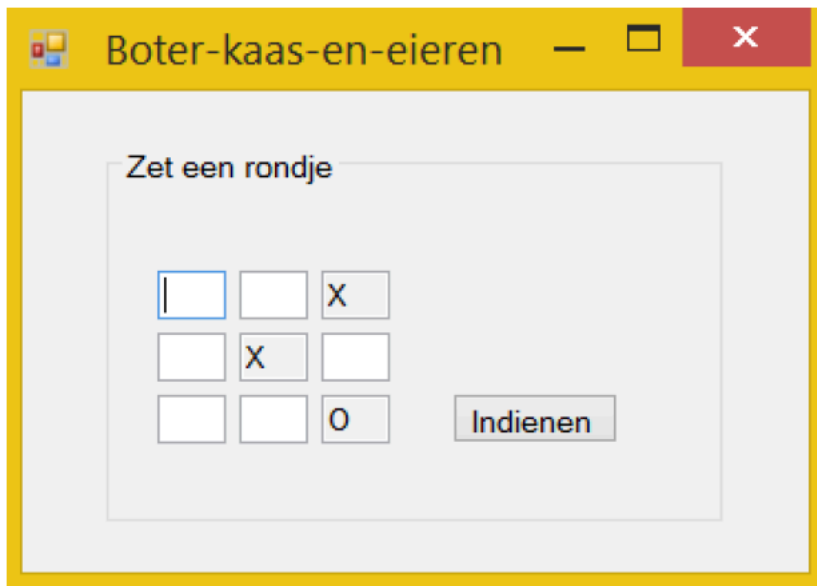 Boter-kaas-en-eieren
Zet een rondje
X
X
O
Indienen